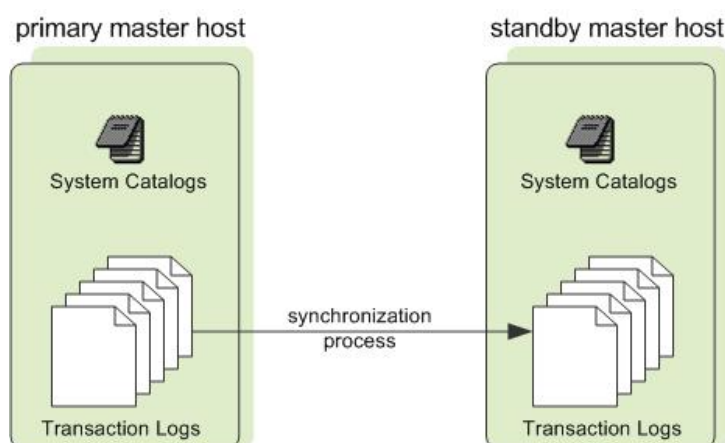 primary master host
standby master host
System Catalogs
System Catalogs
synchronization
process
Transaction Logs
Transaction Logs